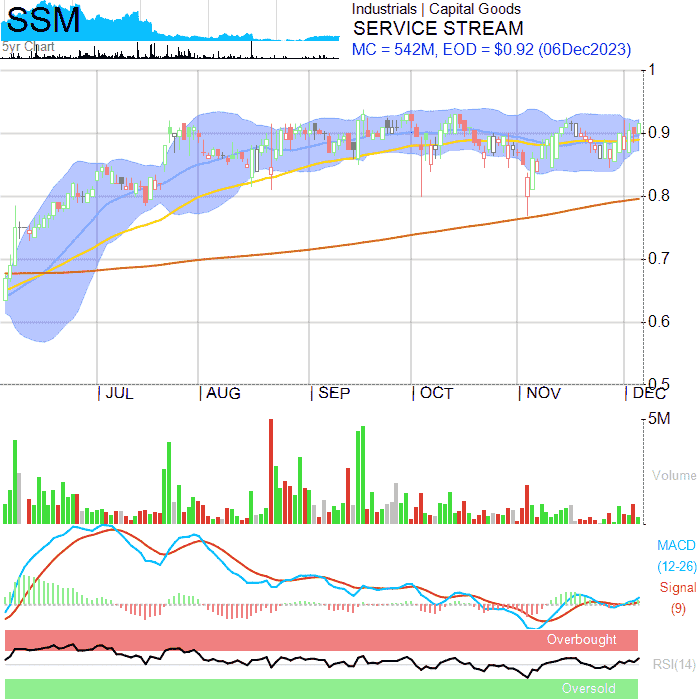 SSM
5yr Chart
Industrials | Capital Goods
SERVICE STREAM
MC = 542M, EOD = $0.92 (06Dec2023)
1
0.9
0.8
0.7
0.6
0.5
JUL AUG SEP OCT NOV DEC
5M
Volume
MACD
(12-26)
Signal
(9)
Overbought
RSI(14)
Oversold